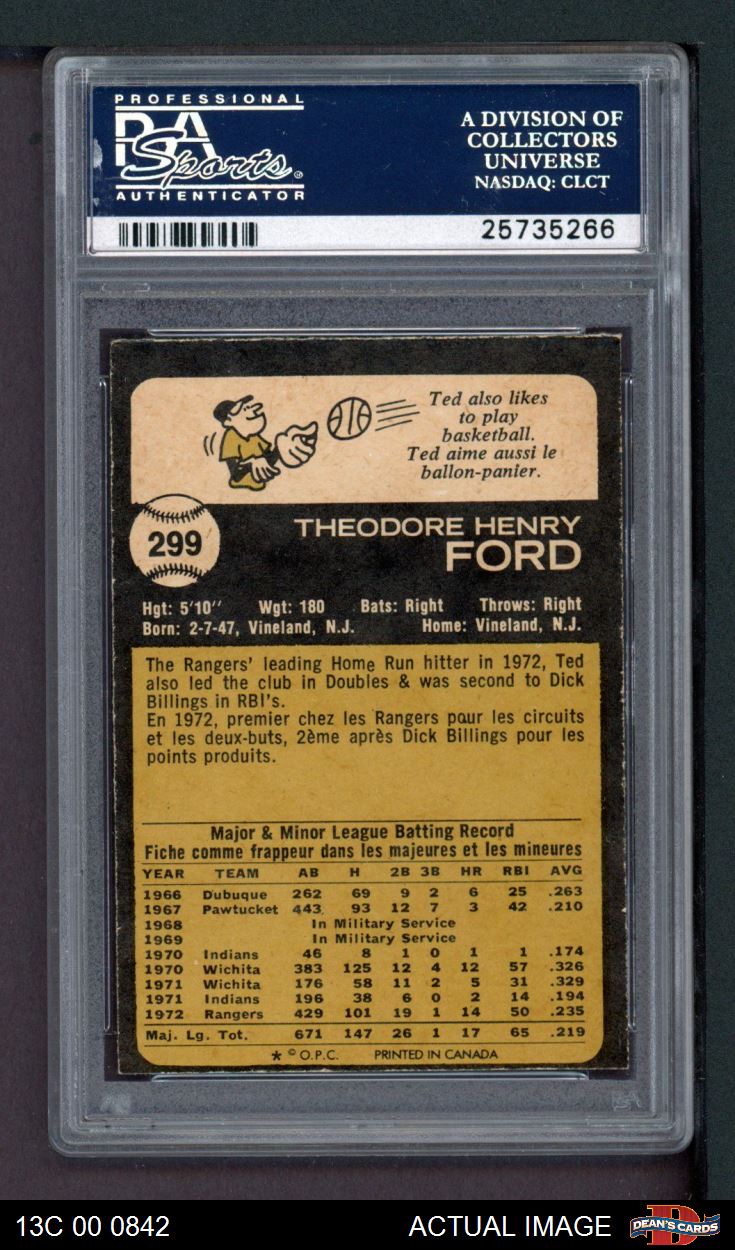 PROFESSIONAL
PSA
Sports
AUTHENTICATOR
A DIVISION OF
COLLECTORS
UNIVERSE
NASDAQ: CLCT
25735266
Ted also likes
to play
basketball.
Ted aime aussi le
ballon-panier.
299
THEODORE HENRY
FORD
Hgt: 5'10" Wgt: 180 Bats: Right Throws: Right
Born: 2-7-47, Vineland, N.J. Home: Vineland, N.J.
The Rangers' leading Home Run hitter in 1972, Ted
also led the club in Doubles & was second to Dick
Billings in RBI's.
En 1972, premier chez les Rangers pour les circuits
et les deux-buts, 2ème après Dick Billings pour les
points produits.
Major & Minor League Batting Record
Fiche comme frappeur dans les majeures et les mineures
YEAR TEAM AB H 2B 3B HR RBI AVG
1966 Dubuque 262 69 9 2 6 25 .263
1967 Pawtucket 443 93 12 7 3 42 .210
1968 In Military Service
1969 In Military Service
1970 Indians 46 8 1 0 1 1 .174
1970 Wichita 383 125 12 4 12 57 .326
1971 Wichita 176 58 11 2 5 31 .329
1971 Indians 196 38 6 0 2 14 .194
1972 Rangers 429 101 19 1 14 50 .235
Maj. Lg. Tot. 671 147 26 1 17 65 .219
* © O.P.C. PRINTED IN CANADA
13C 00 0842 ACTUAL IMAGE DEAN'S CARDS